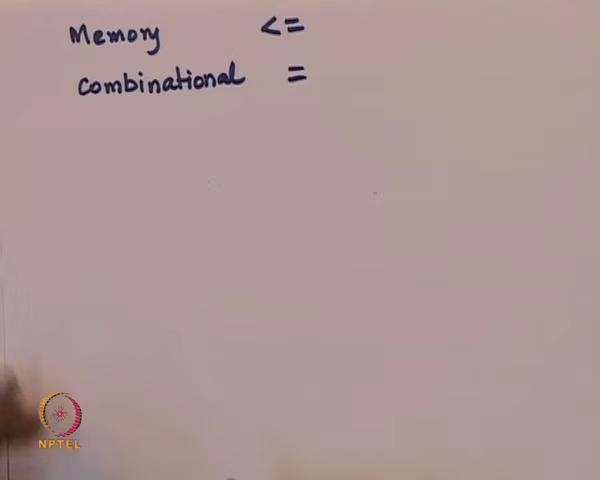 Memory <=
Combinational =
NPTEL